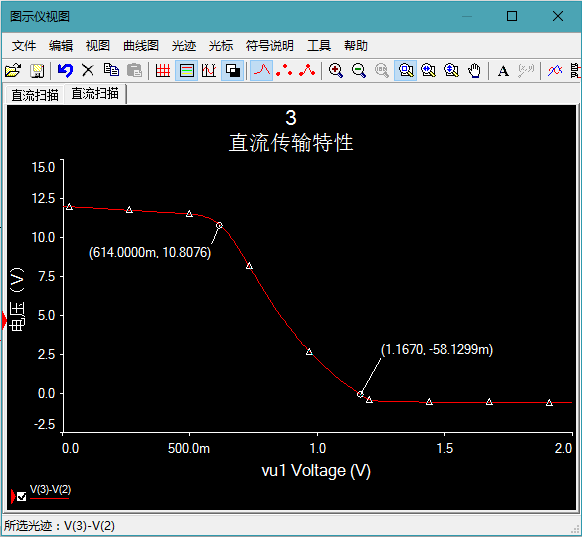 图示仪视图
文件 编辑 视图 曲线图 光迹 光标 符号说明 工具 帮助
直流扫描 直流扫描
3
直流传输特性
15.0
12.5
10.0
7.5
5.0
2.5
0.0
-2.5
电压（V）
(614.0000m, 10.8076)
(1.1670, -58.1299m)
0.0 500.0m 1.0 1.5 2.0
vu1 Voltage (V)
V(3)-V(2)
所选光迹：V(3)-V(2)